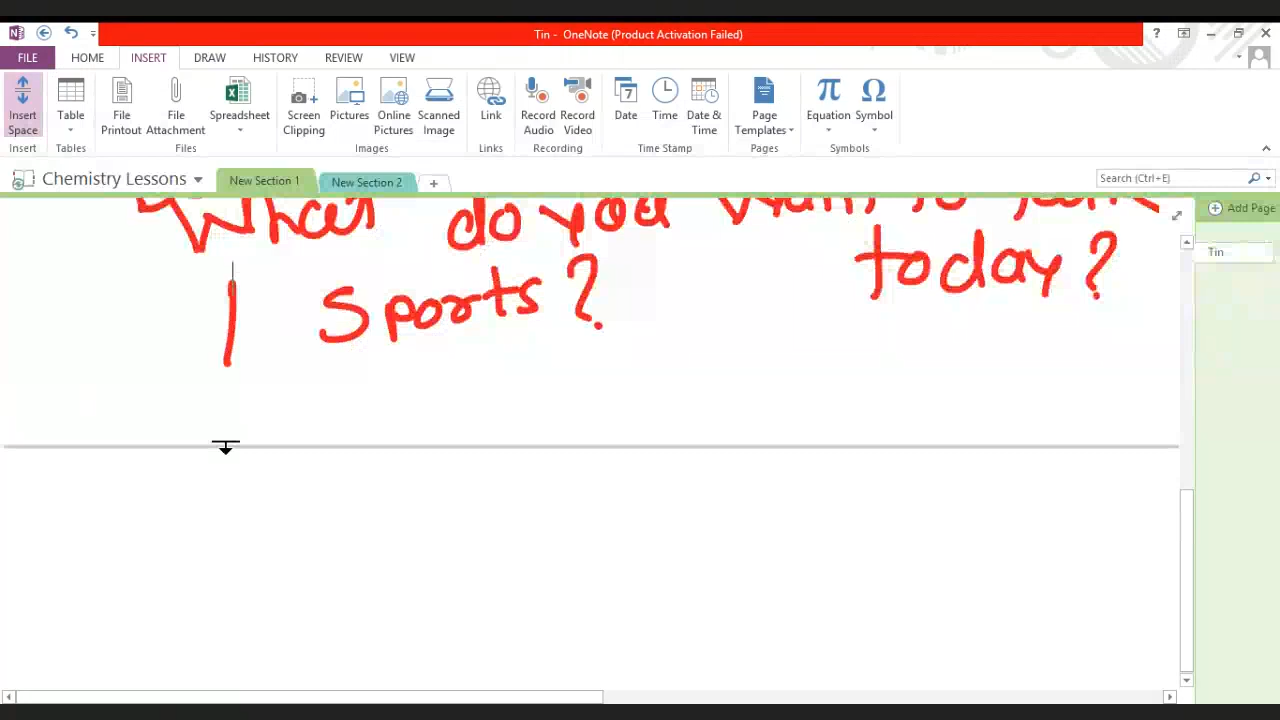 Tin - OneNote (Product Activation Failed)
?
FILE HOME INSERT DRAW HISTORY REVIEW VIEW
Insert Space
Table
File Printout
File Attachment
Spreadsheet
Screen Clipping
Pictures
Online Pictures
Scanned Image
Link
Record Audio
Record Video
7
Date
Time
Date & Time
Page Templates
π
Equation
Ω
Symbol
Insert Tables Files Images Links Recording Time Stamp Pages Symbols
Chemistry Lessons New Section 1 New Section 2 + Search (Ctrl+E)
Add Page
Tin
What do you
today?
Sports?